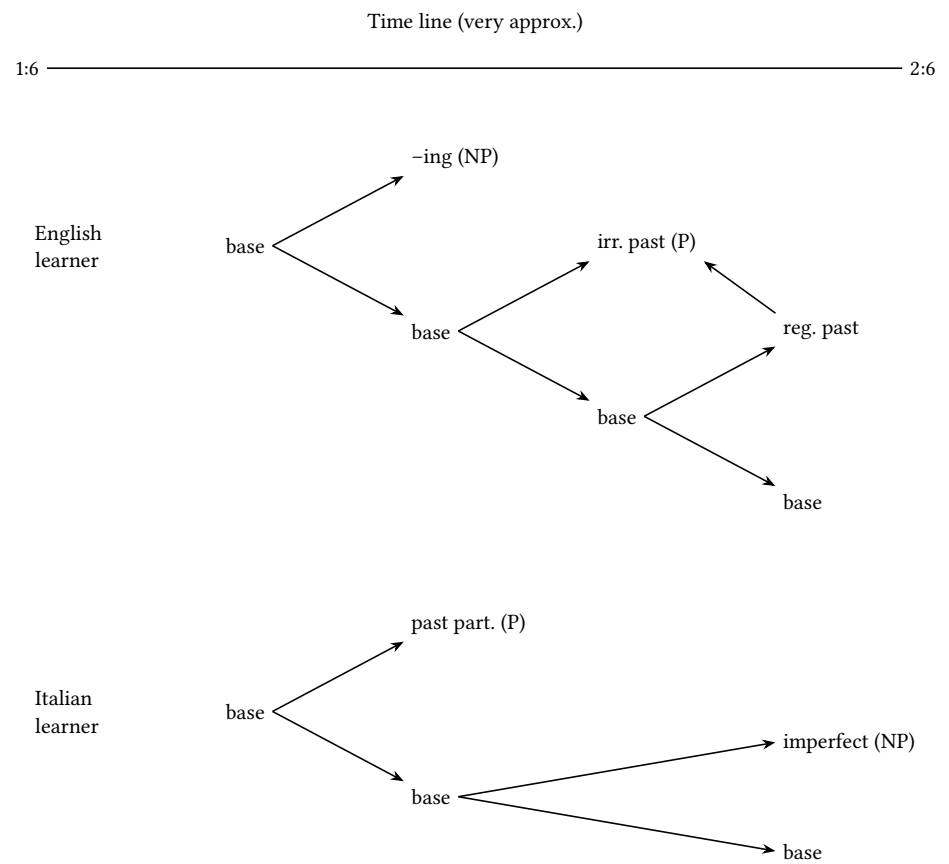 Time line (very approx.)
1:6 2:6
–ing (NP)
English
learner
base
irr. past (P)
base
reg. past
base
base
past part. (P)
Italian
learner
base
imperfect (NP)
base
base